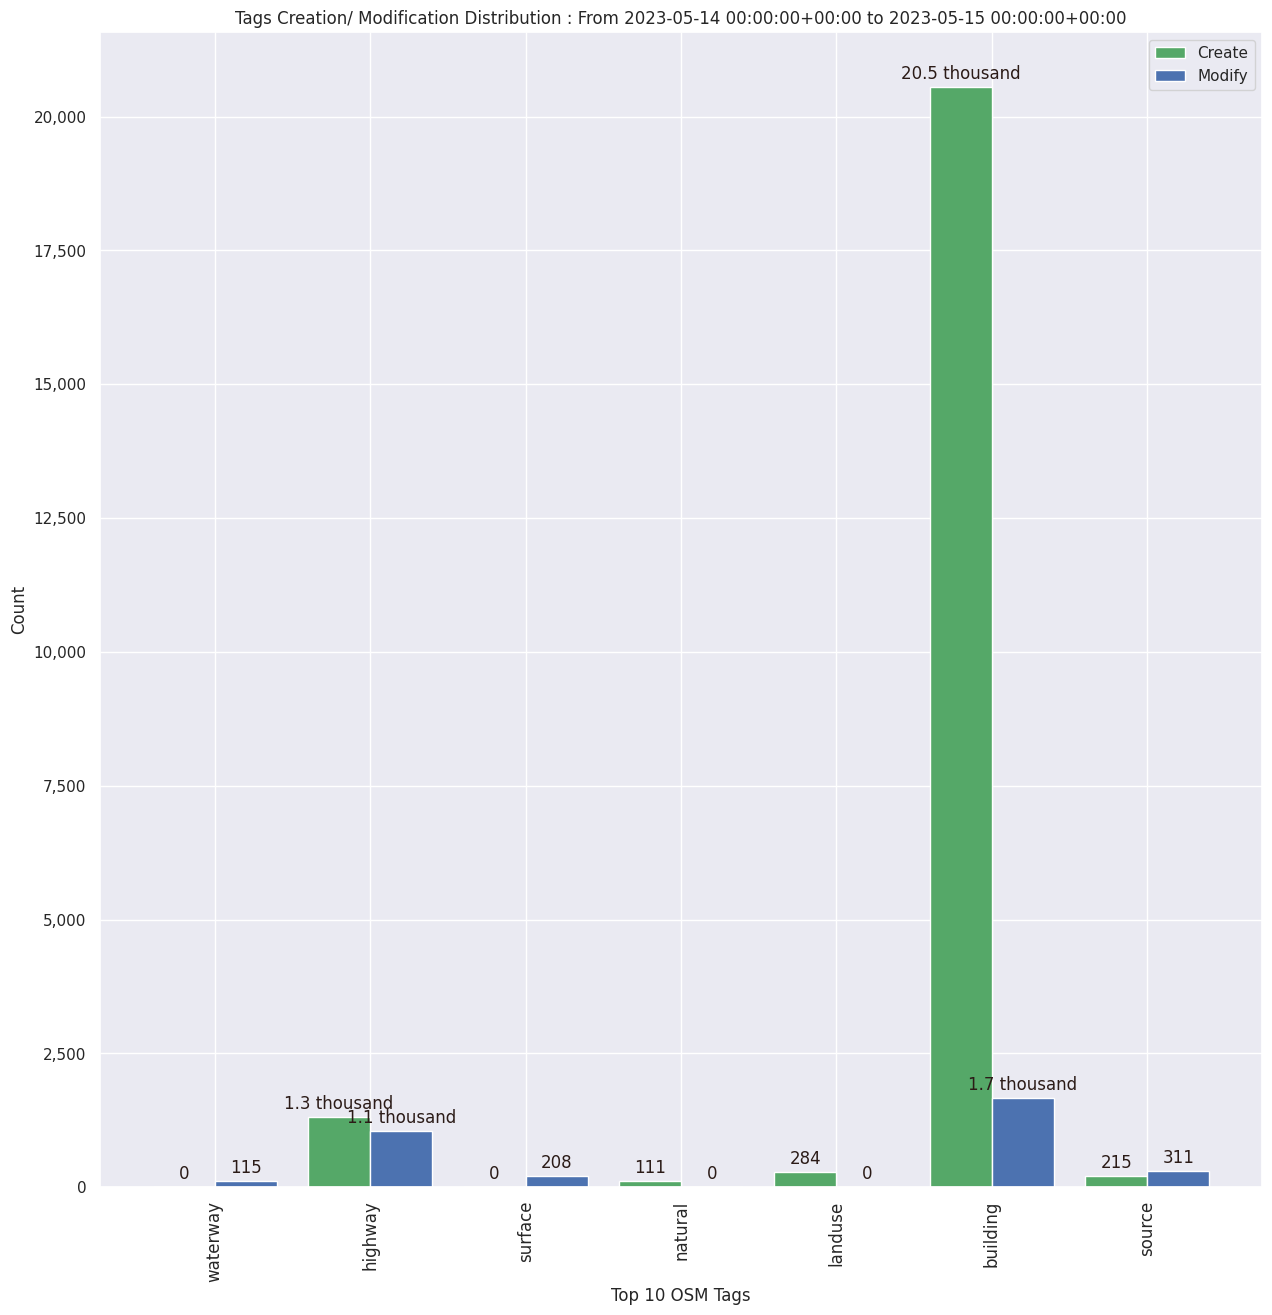 Tags Creation/ Modification Distribution : From 2023-05-14 00:00:00+00:00 to 2023-05-15 00:00:00+00:00
Create
Modify
20.5 thousand
20,000
17,500
15,000
12,500
10,000
7,500
5,000
2,500
0
Count
0
115
1.3 thousand
1.1 thousand
0
208
111
0
284
0
1.7 thousand
215
311
waterway
highway
surface
natural
landuse
building
source
Top 10 OSM Tags